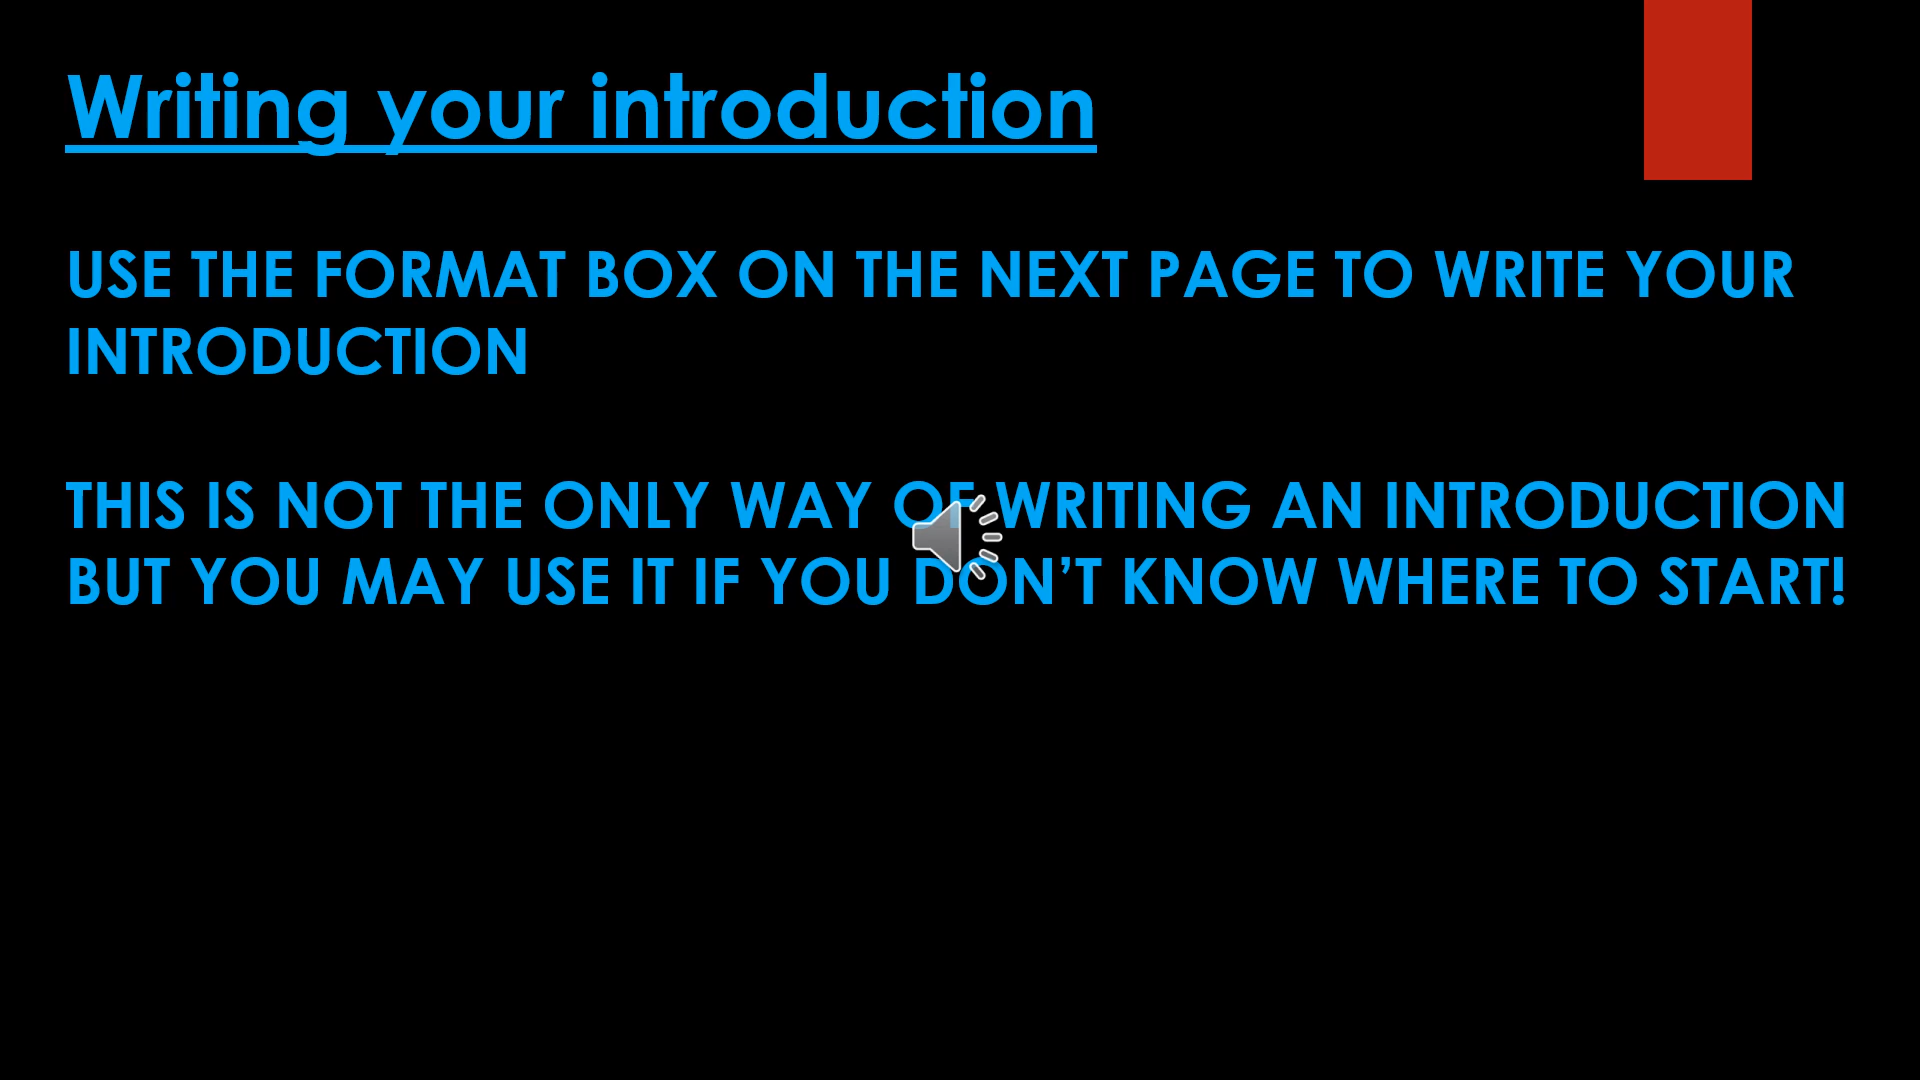 Writing your introduction
USE THE FORMAT BOX ON THE NEXT PAGE TO WRITE YOUR
INTRODUCTION
THIS IS NOT THE ONLY WAY OF WRITING AN INTRODUCTION
BUT YOU MAY USE IT IF YOU DON’T KNOW WHERE TO START!